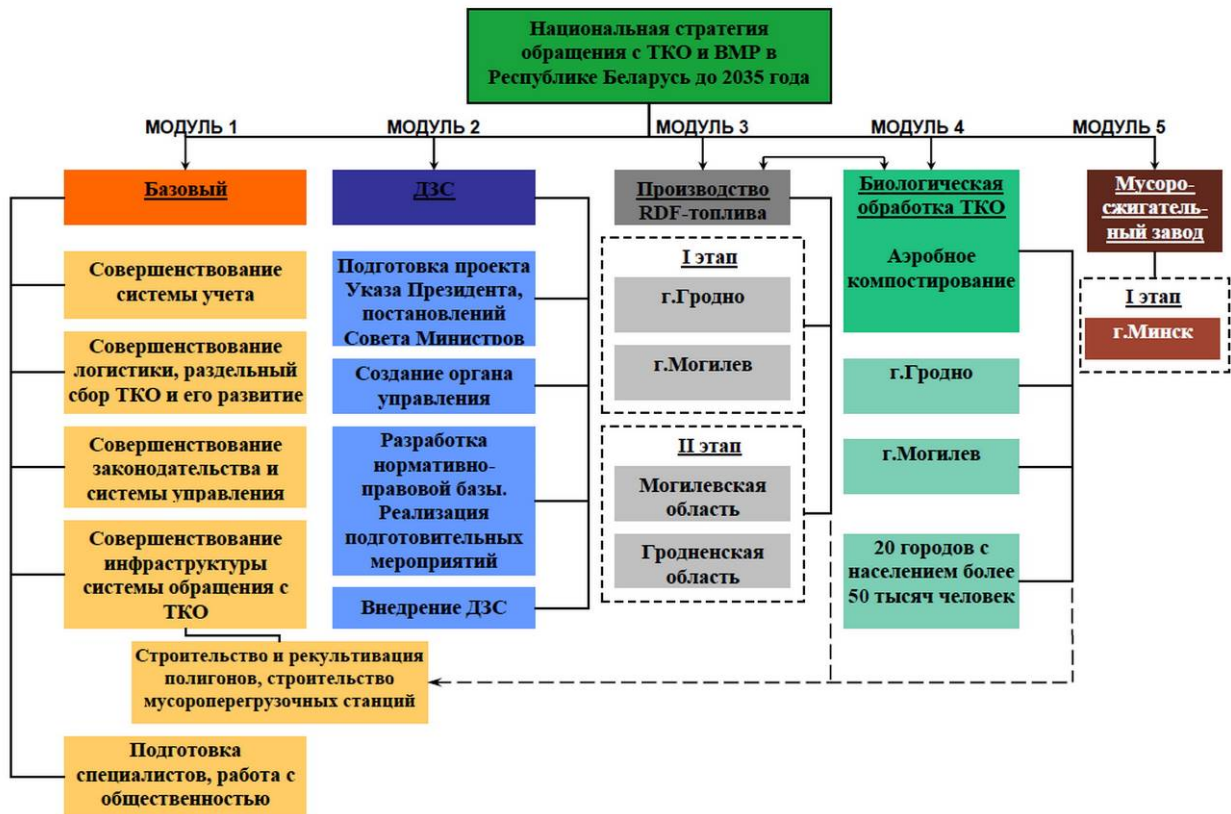 Национальная стратегия
обращения с ТКО и ВМР в
Республике Беларусь до 2035 года
МОДУЛЬ 1
МОДУЛЬ 2
МОДУЛЬ 3
МОДУЛЬ 4
МОДУЛЬ 5
Базовый
Совершенствование
системы учета
Совершенствование
логистики, раздельный
сбор ТКО и его развитие
Совершенствование
законодательства и
системы управления
Совершенствование
инфраструктуры
системы обращения с
ТКО
Строительство и рекультивация
полигонов, строительство
мусороперегрузочных станций
Подготовка
специалистов, работа с
общественностью
ДЗС
Подготовка проекта
Указа Президента,
постановлений
Совета Министров
Создание органа
управления
Разработка
нормативно-
правовой базы.
Реализация
подготовительных
мероприятий
Внедрение ДЗС
Производство
RDF-топлива
I этап
г.Гродно
г.Могилев
II этап
Могилевская
область
Гродненская
область
Биологическая
обработка ТКО
Аэробное
компостирование
г.Гродно
г.Могилев
20 городов с
населением более
50 тысяч человек
Мусоро-
сжигатель-
ный завод
I этап
г.Минск